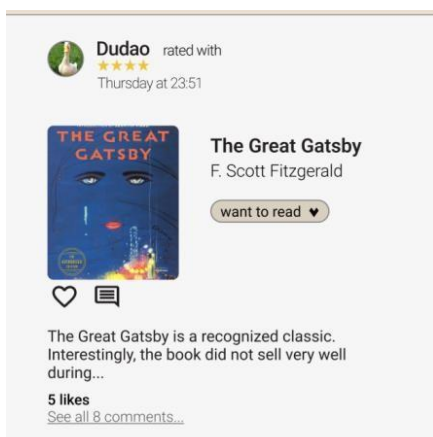 Dudao rated with
Thursday at 23:51
THE GREAT
GATSBY
The Great Gatsby
F. Scott Fitzgerald
want to read
The Great Gatsby is a recognized classic.
Interestingly, the book did not sell very well
during...
5 likes
See all 8 comments...